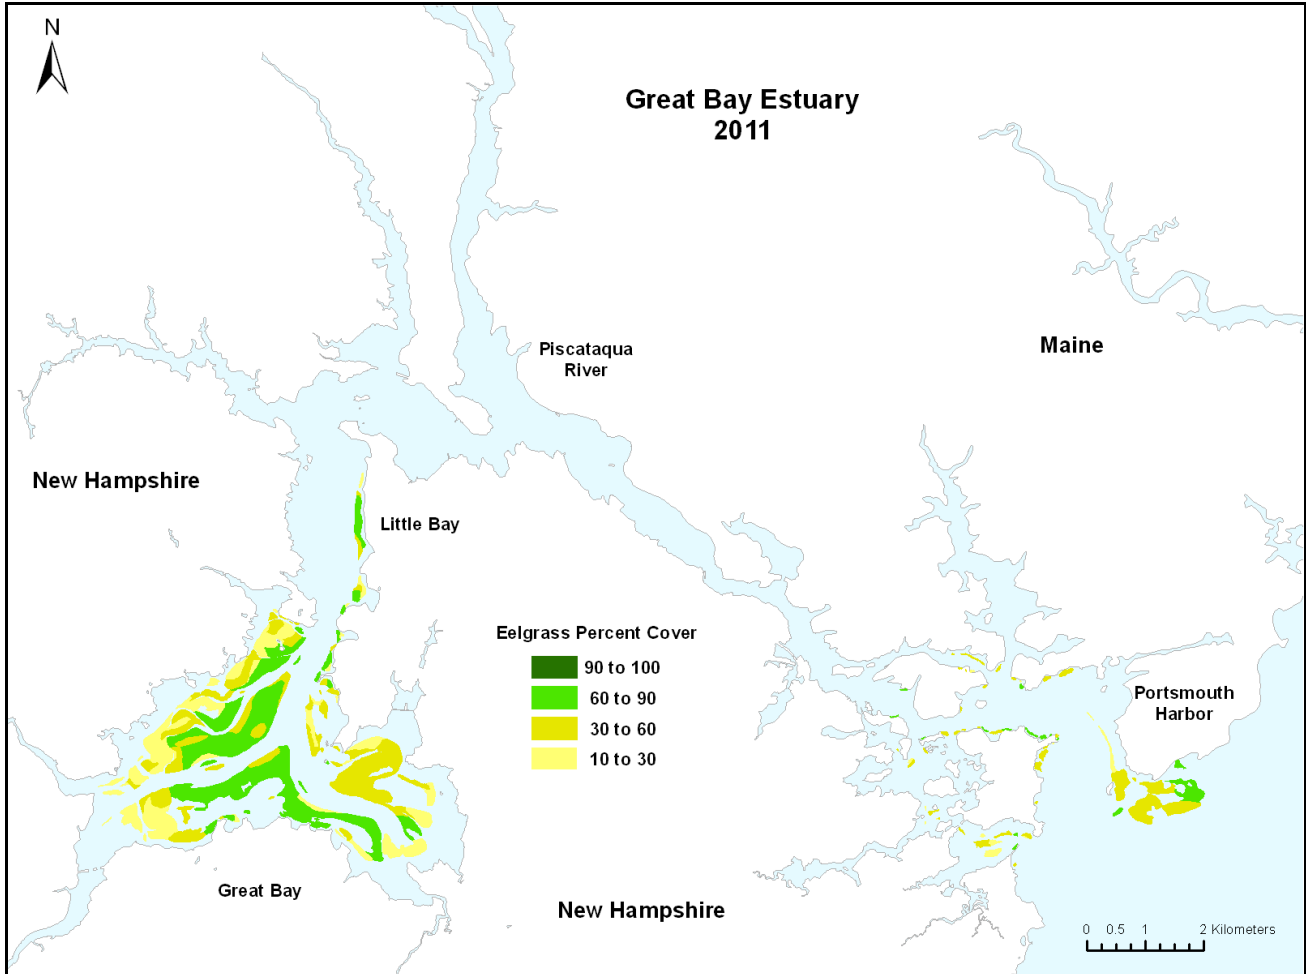 N
Great Bay Estuary
2011
Piscataqua
River
Maine
New Hampshire
Little Bay
Eelgrass Percent Cover
90 to 100
60 to 90
30 to 60
10 to 30
Portsmouth
Harbor
Great Bay
New Hampshire
0 0.5 1 2 Kilometers